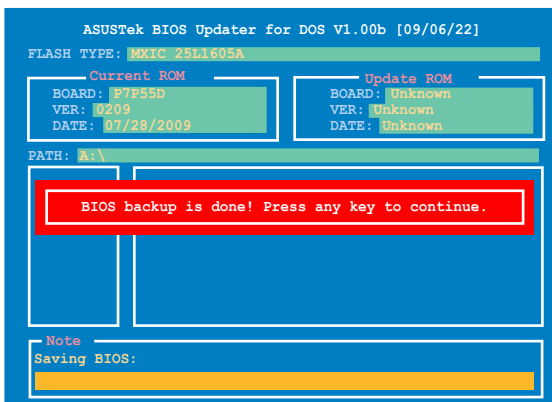 ASUSTek BIOS Updater for DOS V1.00b [09/06/22]
FLASH TYPE: MXIC 25L1605A
Current ROM
BOARD: P7P55D
VER: 0209
DATE: 07/28/2009
Update ROM
BOARD: Unknown
VER: Unknown
DATE: Unknown
PATH: A:\
BIOS backup is done! Press any key to continue.
Note
Saving BIOS: